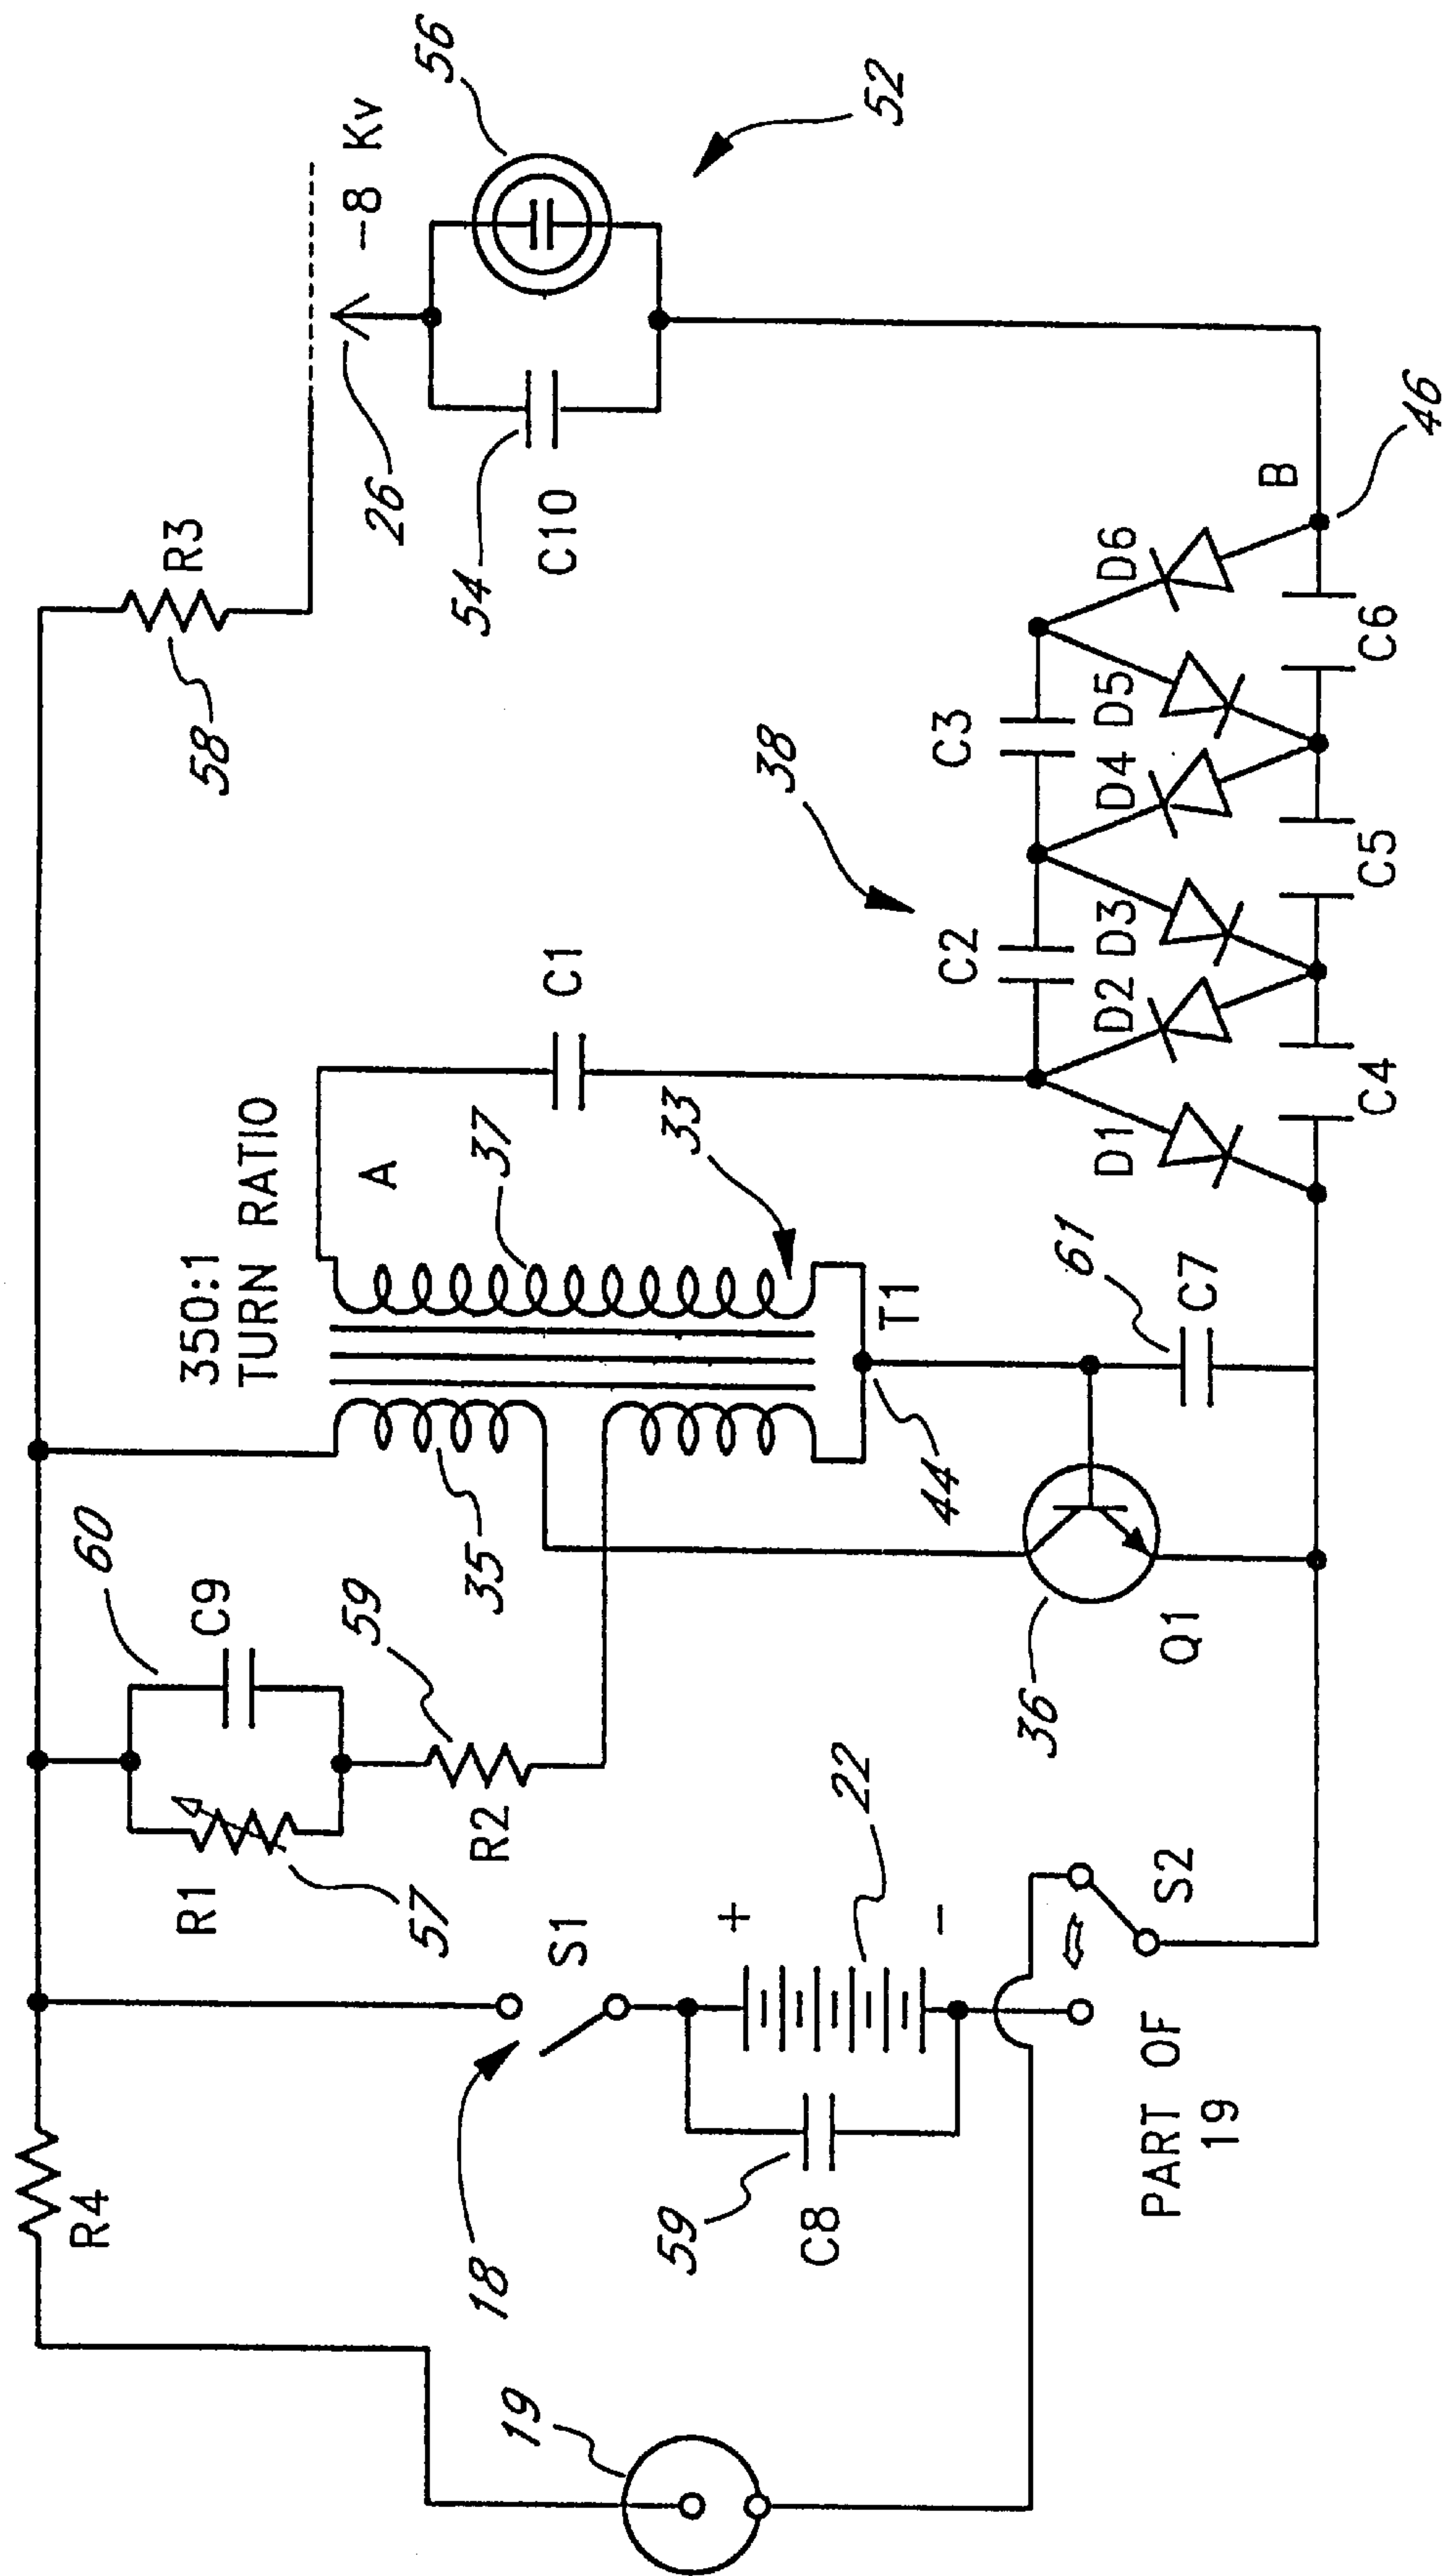 R4
19
18
S1
+
-
22
59
C8
PART OF
19
S2
R1
57
60
C9
59
R2
35
36
Q1
350:1
TURN RATIO
A
37
33
T1
44
61
C7
C1
38
C2
C3
D1
D2
D3
D4
D5
D6
C4
C5
C6
B
46
R3
58
26
-8 Kv
54
C10
56
52